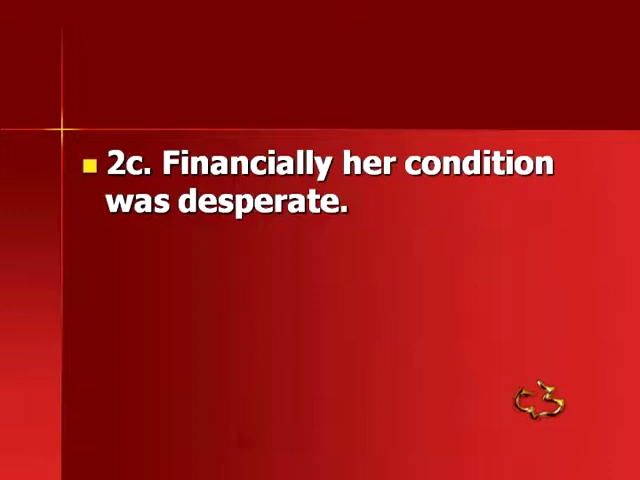 2c. Financially her condition
was desperate.